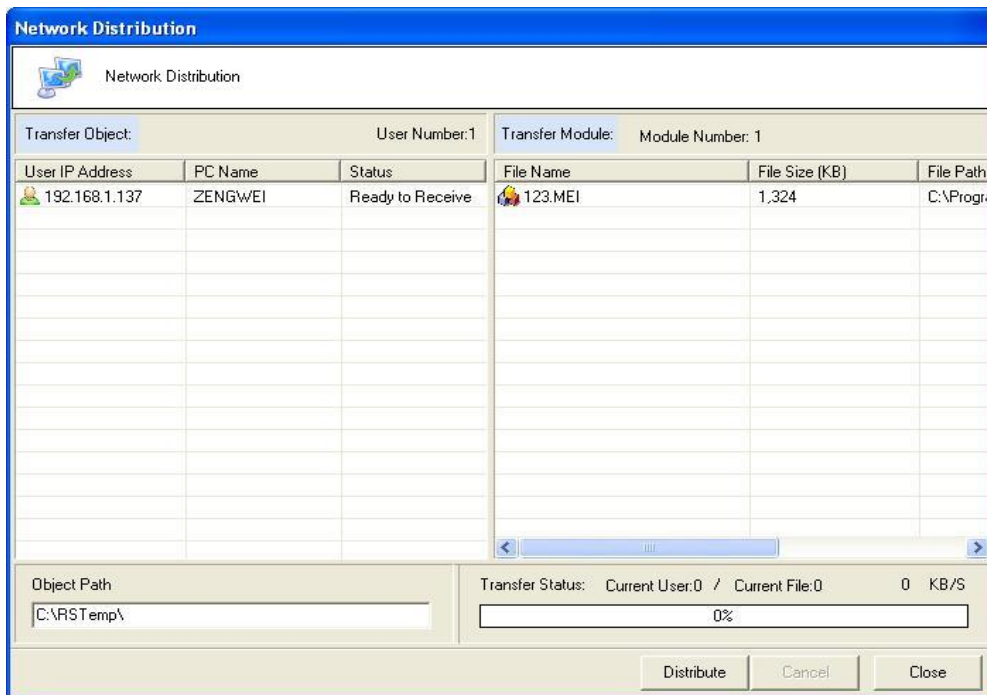 Network Distribution
Network Distribution
Transfer Object: User Number:1 Transfer Module: Module Number: 1
User IP Address PC Name Status File Name File Size (KB) File Path
192.168.1.137 ZENGWEI Ready to Receive 123.MEI 1,324 C:\Progra
Object Path Transfer Status: Current User:0 / Current File:0 0 KB/S
C:\RSTemp\ 0%
Distribute Cancel Close